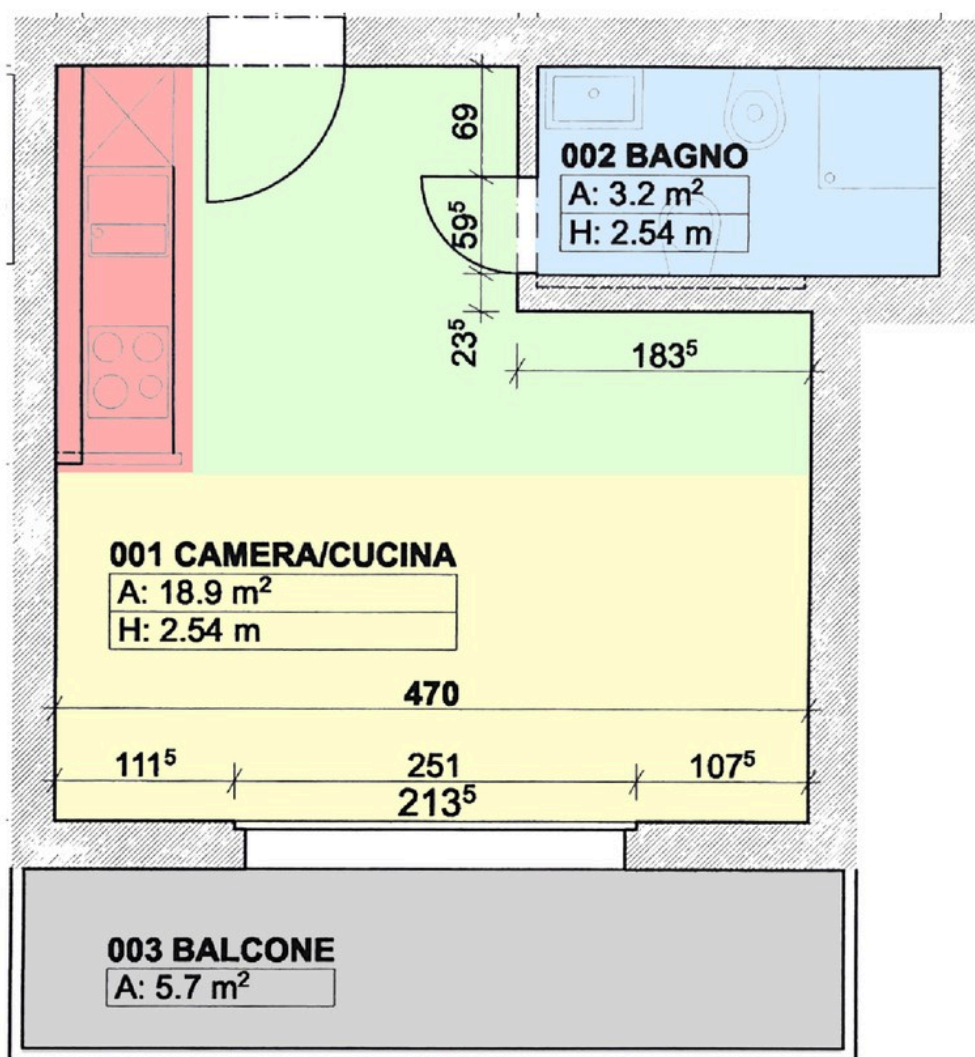 69
59⁵
23⁵
002 BAGNO
A: 3.2 m²
H: 2.54 m
183⁵
001 CAMERA/CUCINA
A: 18.9 m²
H: 2.54 m
470
111⁵
251
107⁵
213⁵
003 BALCONE
A: 5.7 m²